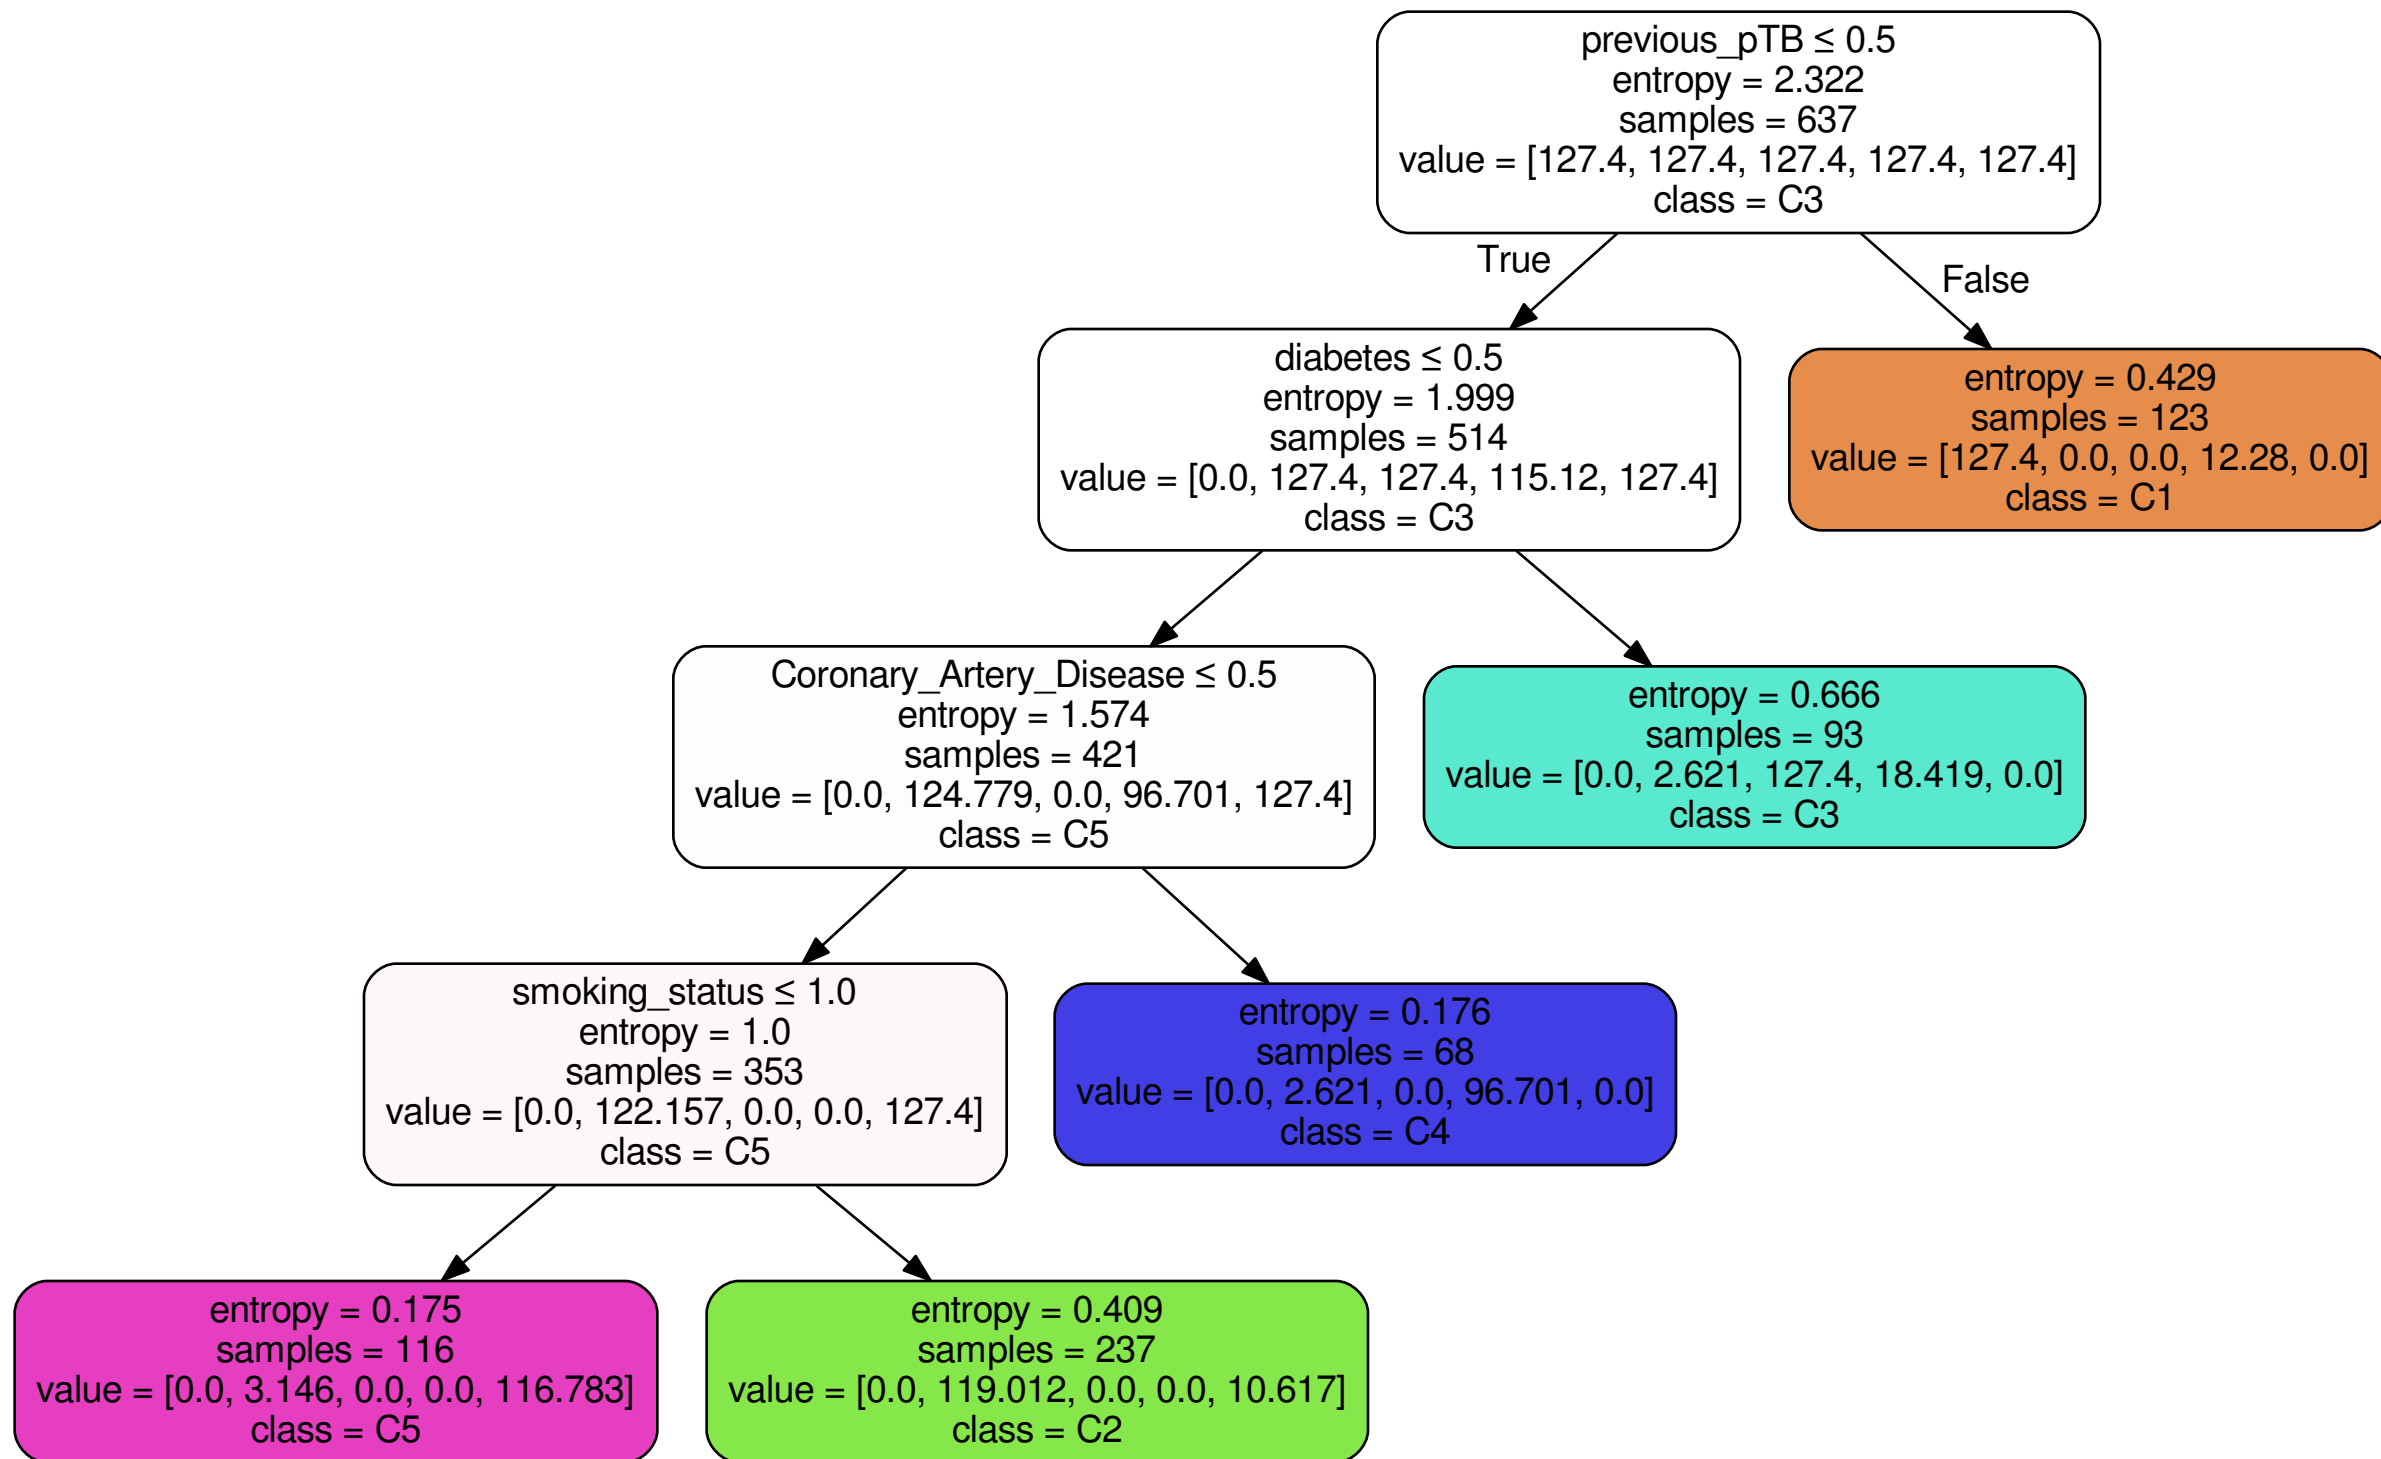 previous_pTB ≤ 0.5
entropy = 2.322
samples = 637
value = [127.4, 127.4, 127.4, 127.4, 127.4]
class = C3
True
False
diabetes ≤ 0.5
entropy = 1.999
samples = 514
value = [0.0, 127.4, 127.4, 115.12, 127.4]
class = C3
entropy = 0.429
samples = 123
value = [127.4, 0.0, 0.0, 12.28, 0.0]
class = C1
Coronary_Artery_Disease ≤ 0.5
entropy = 1.574
samples = 421
value = [0.0, 124.779, 0.0, 96.701, 127.4]
class = C5
entropy = 0.666
samples = 93
value = [0.0, 2.621, 127.4, 18.419, 0.0]
class = C3
smoking_status ≤ 1.0
entropy = 1.0
samples = 353
value = [0.0, 122.157, 0.0, 0.0, 127.4]
class = C5
entropy = 0.176
samples = 68
value = [0.0, 2.621, 0.0, 96.701, 0.0]
class = C4
entropy = 0.175
samples = 116
value = [0.0, 3.146, 0.0, 0.0, 116.783]
class = C5
entropy = 0.409
samples = 237
value = [0.0, 119.012, 0.0, 0.0, 10.617]
class = C2